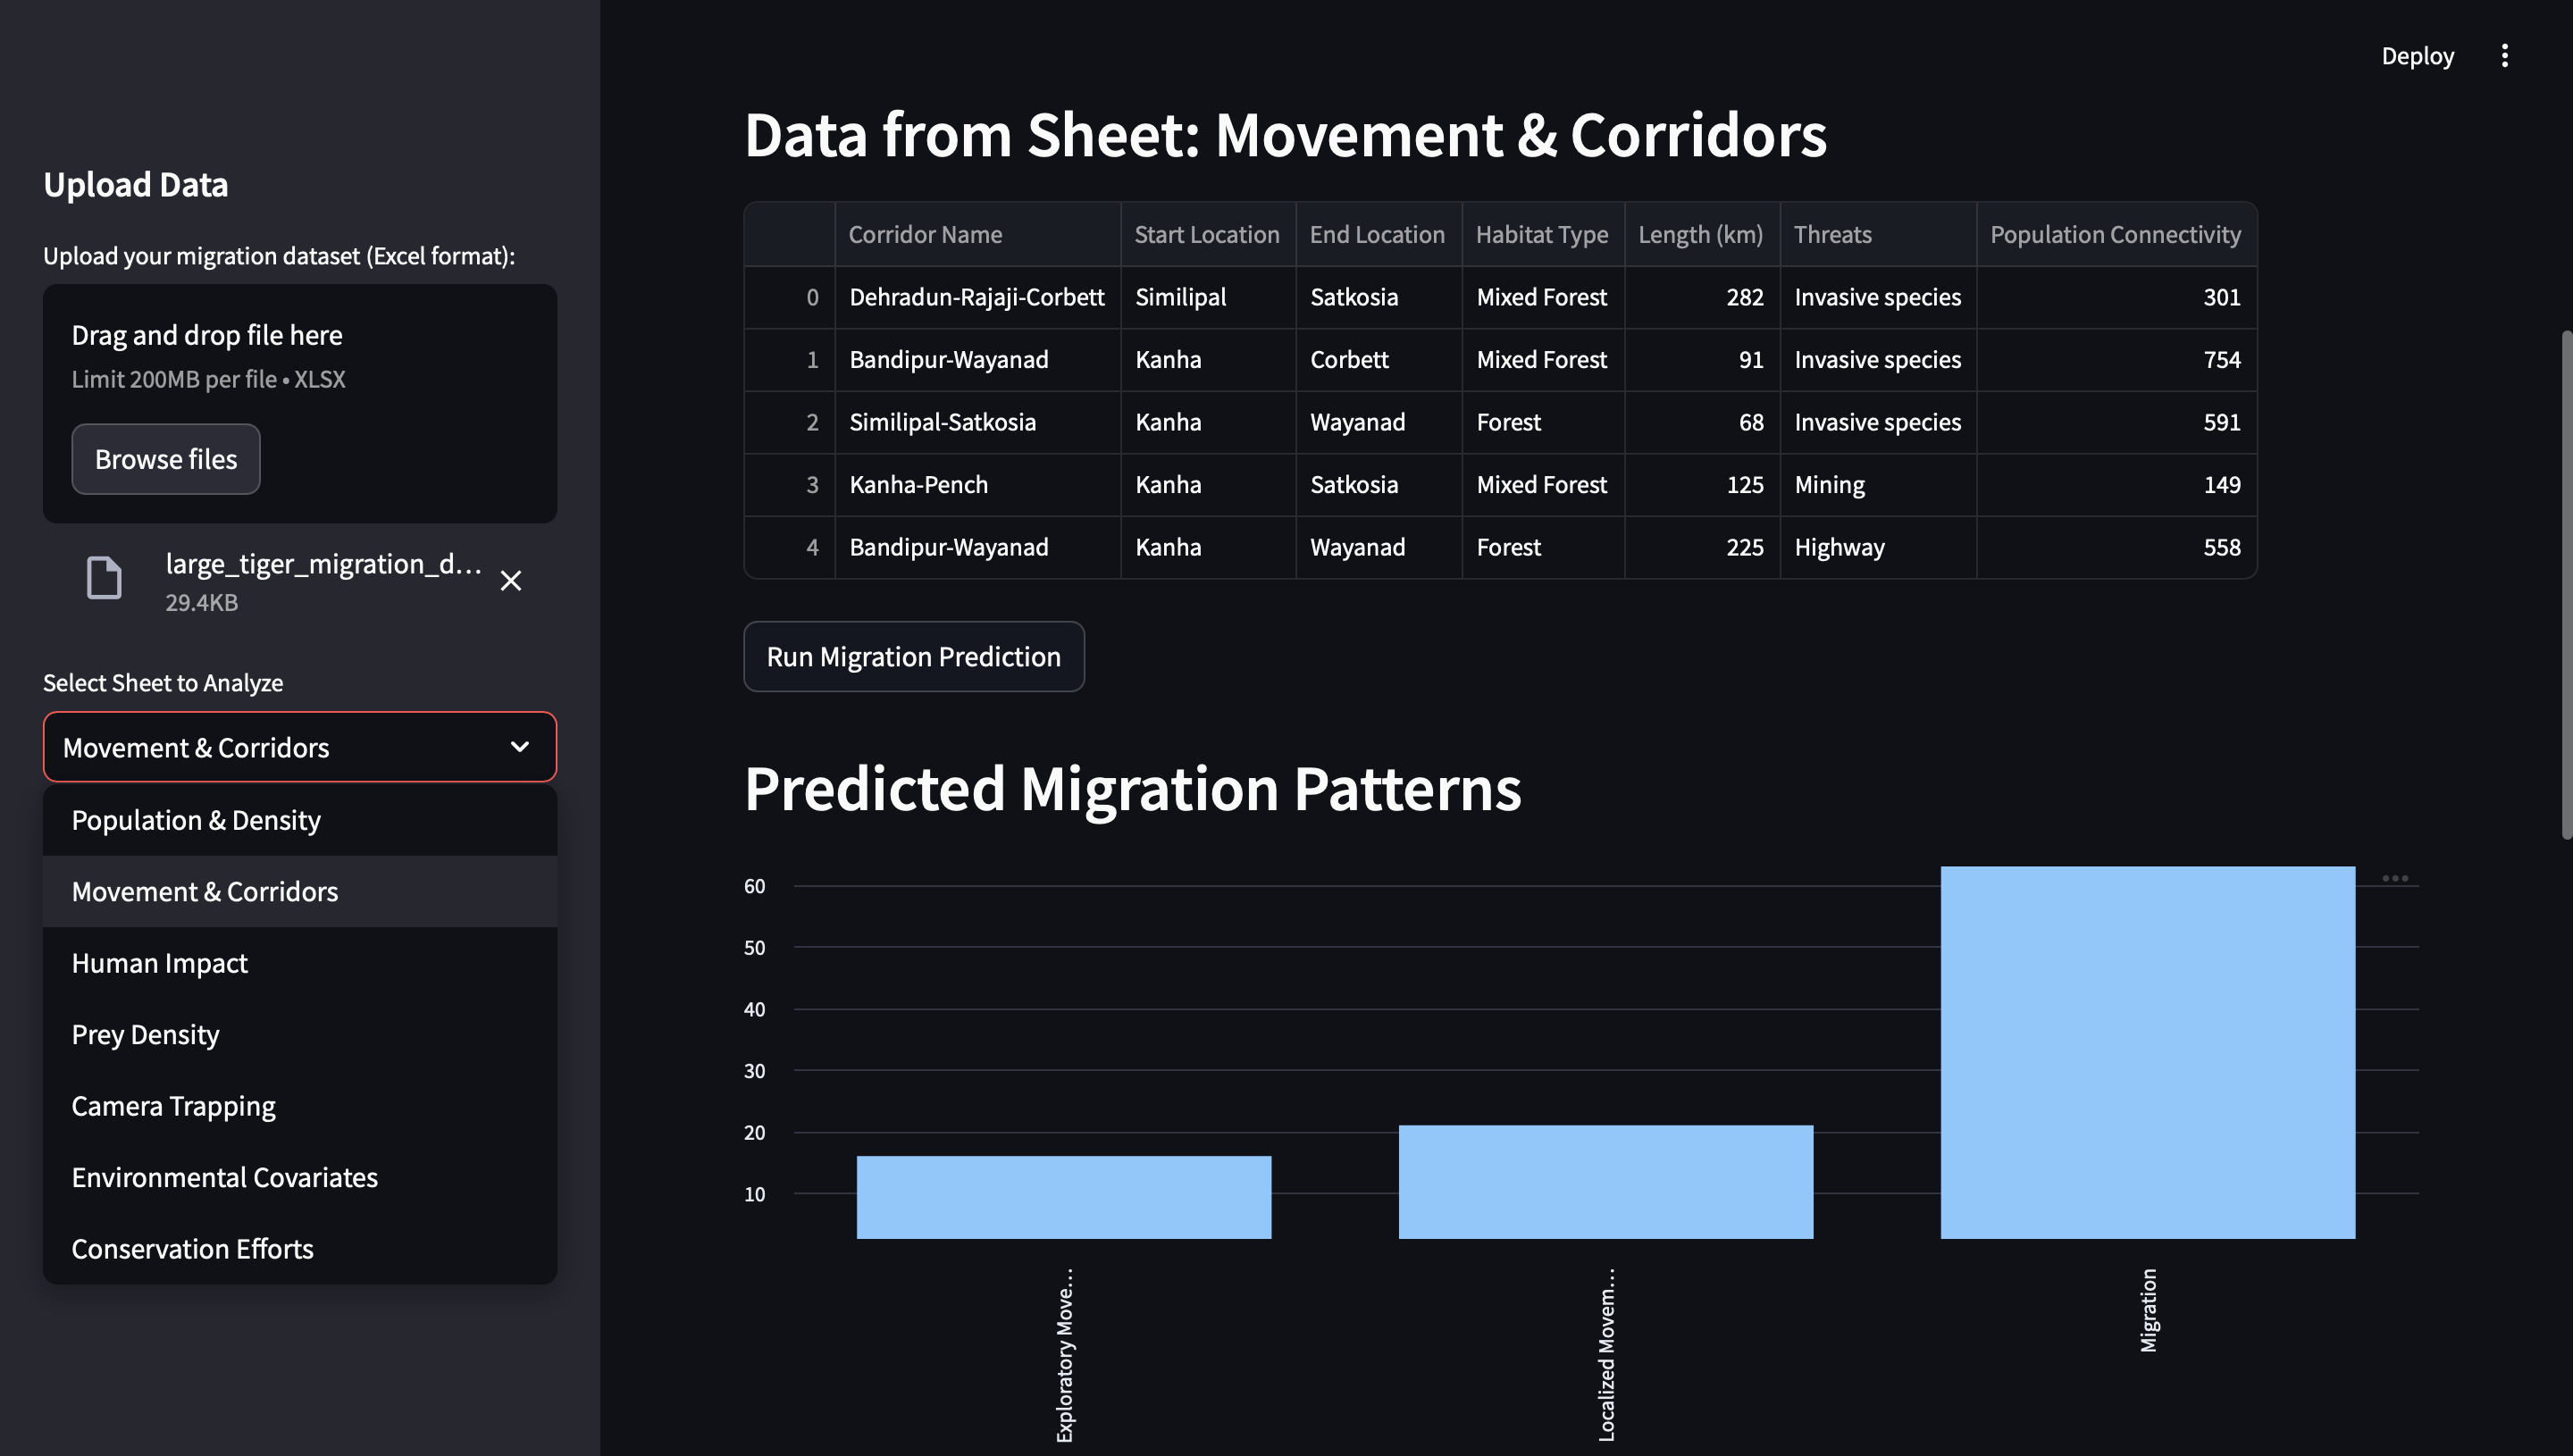 Deploy
Upload Data
Upload your migration dataset (Excel format):
Drag and drop file here
Limit 200MB per file • XLSX
Browse files
large_tiger_migration_d...
29.4KB
Select Sheet to Analyze
Movement & Corridors
Population & Density
Movement & Corridors
Human Impact
Prey Density
Camera Trapping
Environmental Covariates
Conservation Efforts
Data from Sheet: Movement & Corridors
Corridor Name Start Location End Location Habitat Type Length (km) Threats Population Connectivity
0 Dehradun-Rajaji-Corbett Similipal Satkosia Mixed Forest 282 Invasive species 301
1 Bandipur-Wayanad Kanha Corbett Mixed Forest 91 Invasive species 754
2 Similipal-Satkosia Kanha Wayanad Forest 68 Invasive species 591
3 Kanha-Pench Kanha Satkosia Mixed Forest 125 Mining 149
4 Bandipur-Wayanad Kanha Wayanad Forest 225 Highway 558
Run Migration Prediction
Predicted Migration Patterns
60
50
40
30
20
10
Exploratory Move...
Localized Movem...
Migration